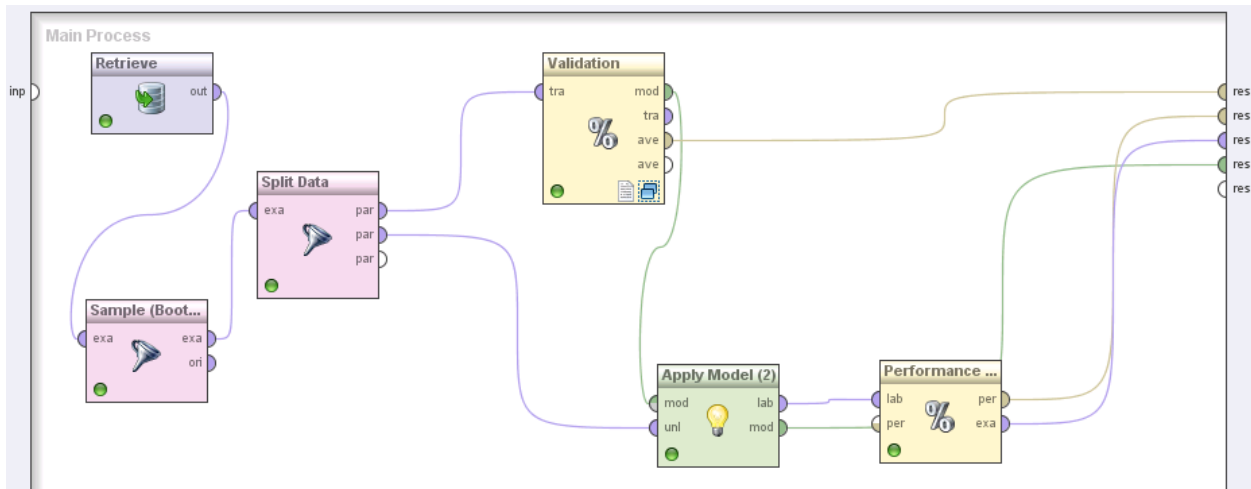 Main Process
Retrieve
out
inp
Validation
tra
mod
tra
ave
ave
res
res
res
res
res
Split Data
exa
par
par
par
Sample (Boot...
exa
exa
ori
Apply Model (2)
mod
lab
unl
mod
Performance ...
lab
per
per
exa